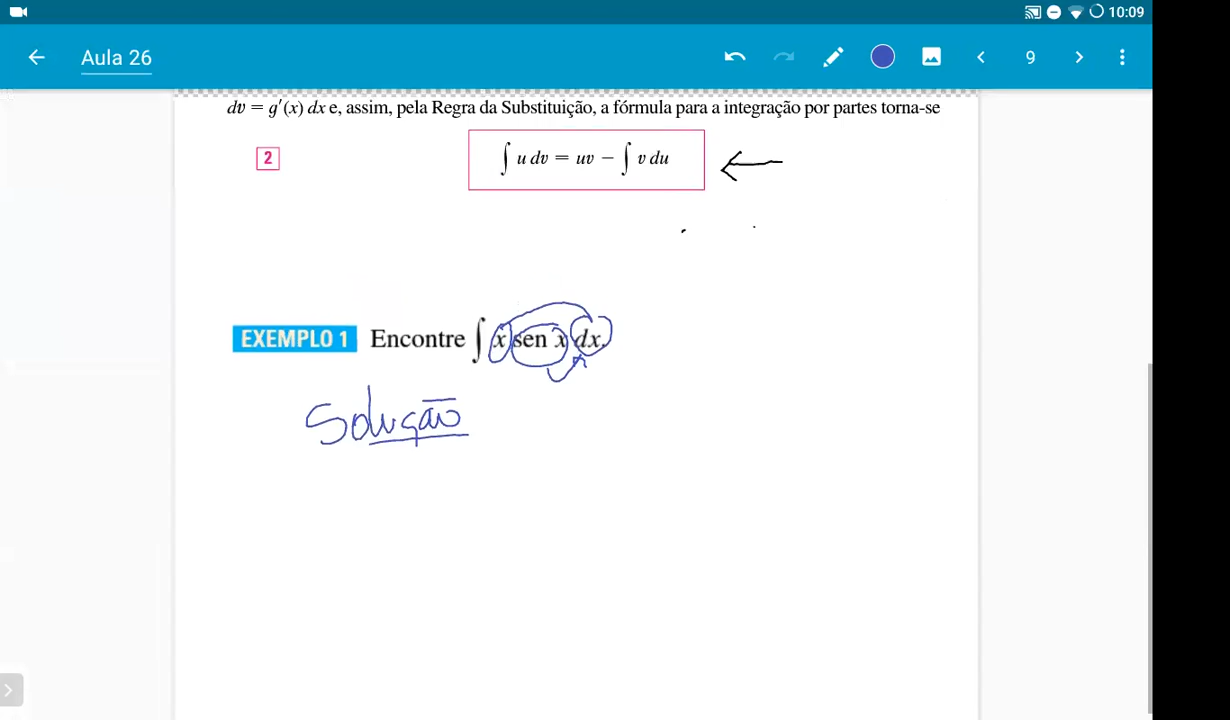 10:09
Aula 26
9
dv = g′(x) dx e, assim, pela Regra da Substituição, a fórmula para a integração por partes torna-se
2
∫ u dv = uv − ∫ v du
EXEMPLO 1 Encontre ∫ x sen x dx.
Solução